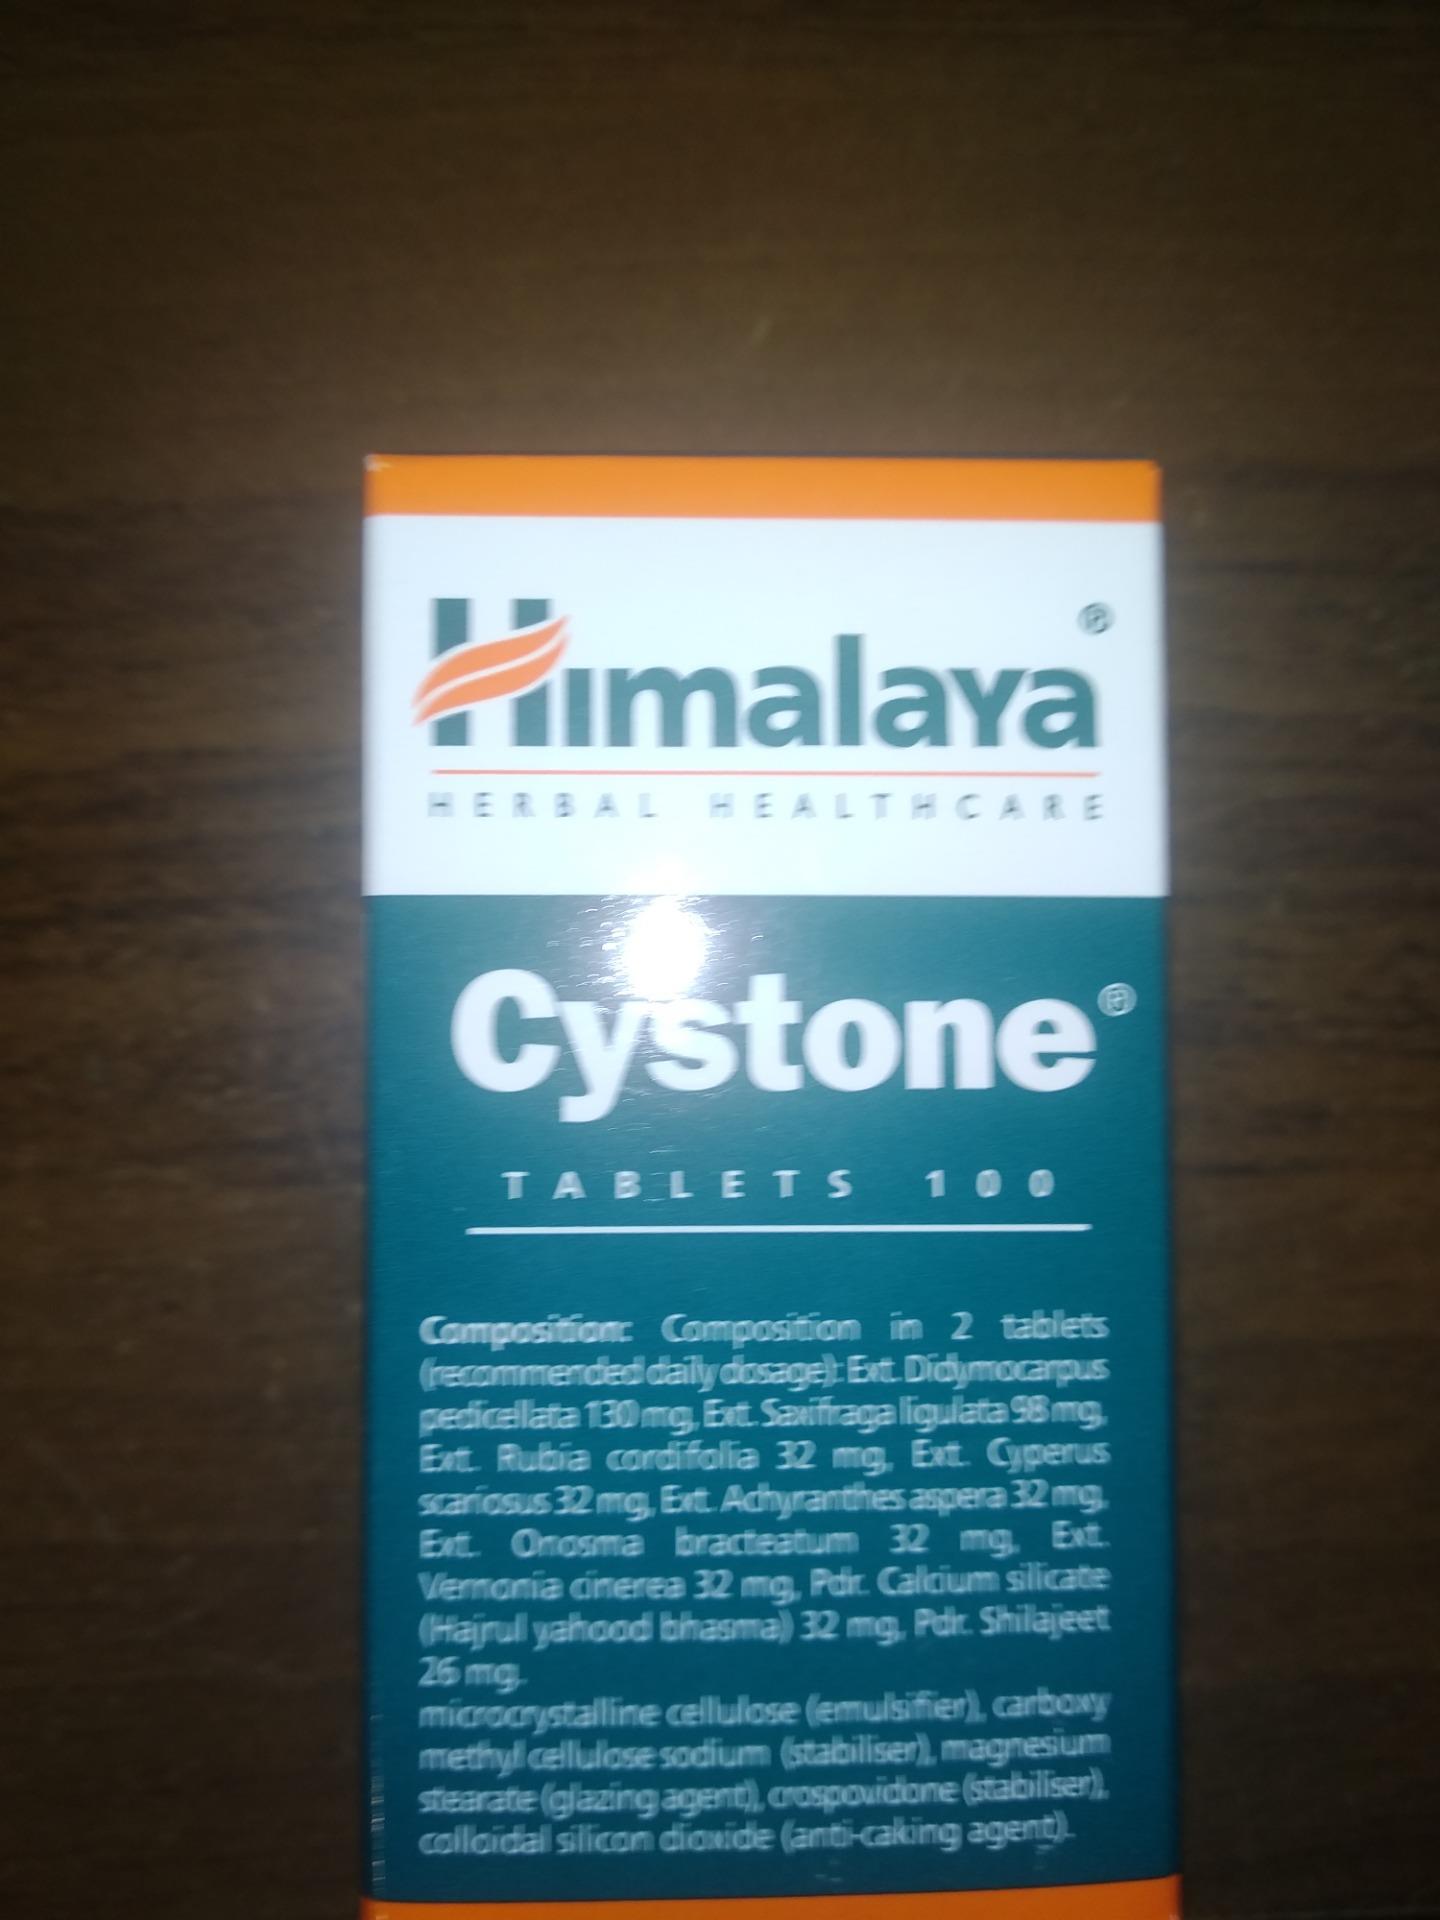 Himalaya®
HERBAL HEALTHCARE
Cystone®
TABLETS 100
Composition: Composition in 2 tablets
(recommended daily dosage): Ext. Didymocarpus
pedicellata 130 mg, Ext. Saxifraga ligulata 98 mg,
Ext. Rubia cordifolia 32 mg, Ext. Cyperus
scariosus 32 mg, Ext. Achyranthes aspera 32 mg,
Ext. Onosma bracteatum 32 mg, Ext.
Vernonia cinerea 32 mg, Pdr. Calcium silicate
(Hajrul yahood bhasma) 32 mg, Pdr. Shilajeet
26 mg.
microcrystalline cellulose (emulsifier), carboxy
methyl cellulose sodium (stabiliser), magnesium
stearate (glazing agent), crospovidone (stabiliser),
colloidal silicon dioxide (anti-caking agent).